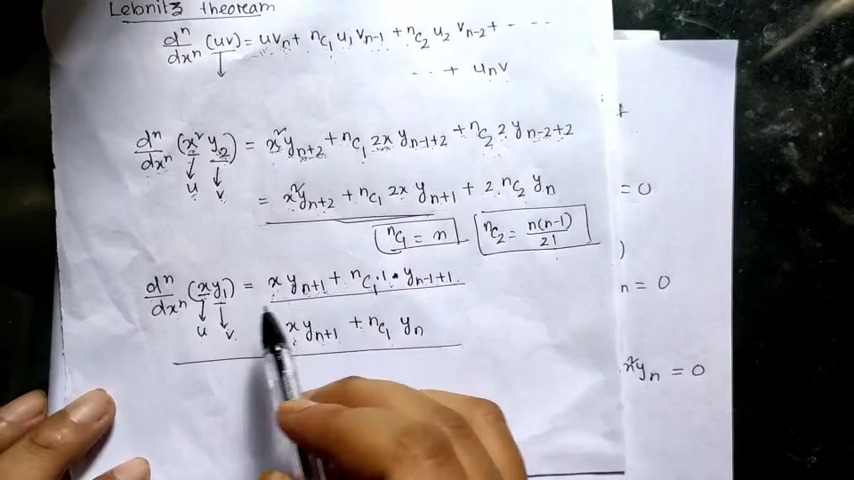 Lebnitz theoram
dⁿ/dxⁿ (uv) = uvₙ + ⁿC₁ u₁ vₙ₋₁ + ⁿC₂ u₂ vₙ₋₂ + - - - -
- - + uₙv
dⁿ/dxⁿ (x² y₂) = x² yₙ₊₂ + ⁿC₁ 2x yₙ₋₁₊₂ + ⁿC₂ 2 yₙ₋₂₊₂
u v
= x² yₙ₊₂ + ⁿC₁ 2x yₙ₊₁ + 2 ⁿC₂ yₙ
ⁿC₁ = n ⁿC₂ = n(n-1)/2!
dⁿ/dxⁿ (xy₁) = x yₙ₊₁ + ⁿC₁ · 1 · yₙ₋₁₊₁
u v
x yₙ₊₁ + ⁿC₁ yₙ
+
= 0
)
n = 0
x² yₙ = 0